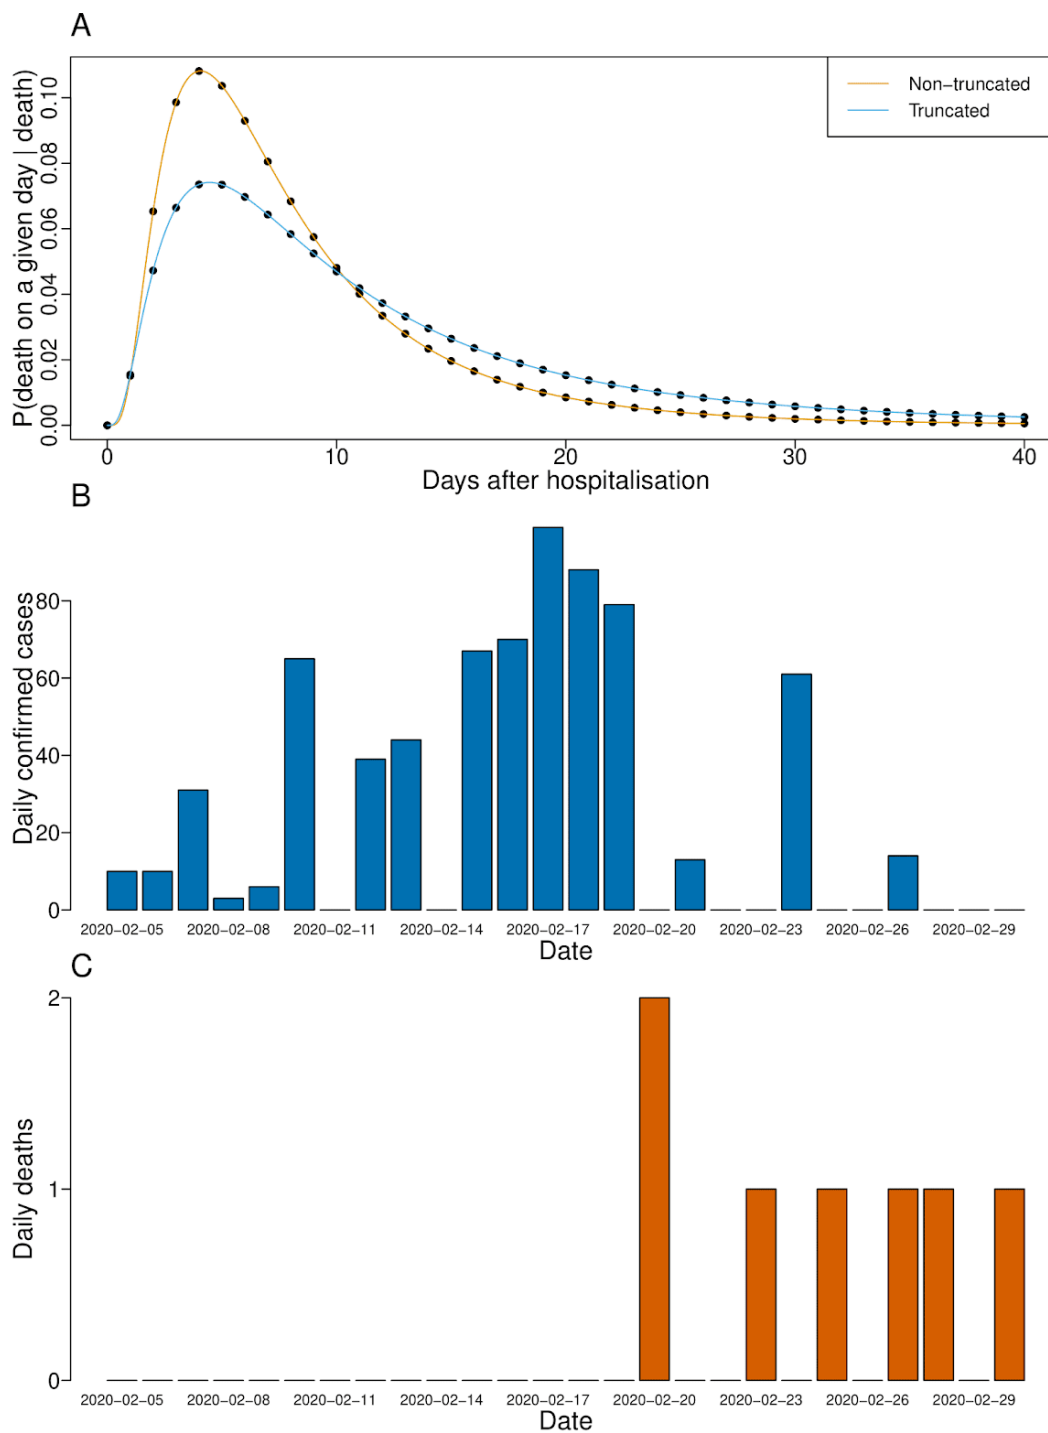 A
P(death on a given day | death)
0.00 0.02 0.04 0.06 0.08 0.10
Non−truncated
Truncated
0 10 20 30 40
Days after hospitalisation
B
Daily confirmed cases
0 20 40 60 80
2020−02−05 2020−02−08 2020−02−11 2020−02−14 2020−02−17 2020−02−20 2020−02−23 2020−02−26 2020−02−29
Date
C
Daily deaths
0 1 2
2020−02−05 2020−02−08 2020−02−11 2020−02−14 2020−02−17 2020−02−20 2020−02−23 2020−02−26 2020−02−29
Date